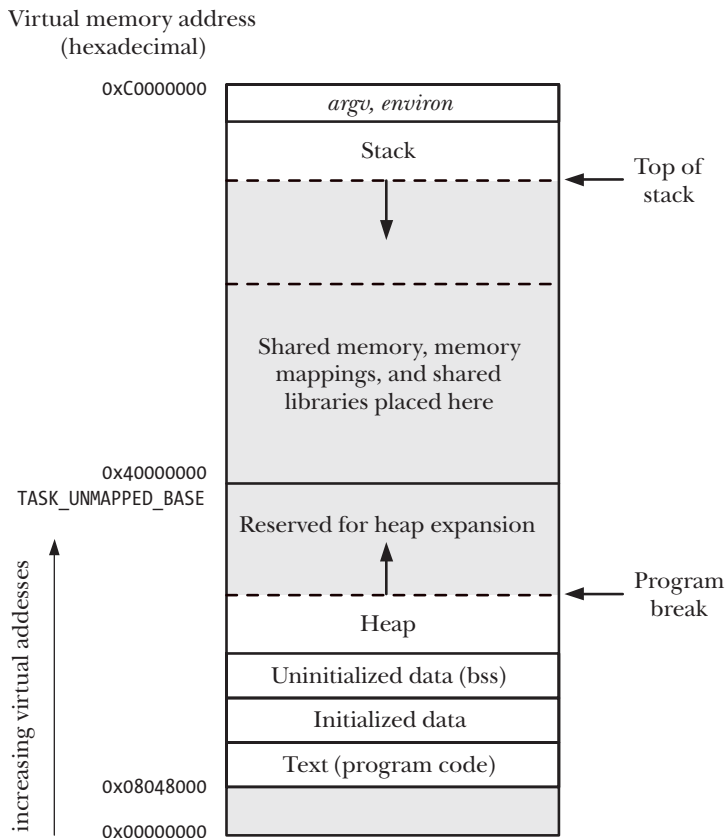 Virtual memory address
(hexadecimal)
0xC0000000
argv, environ
Stack
Top of
stack
Shared memory, memory
mappings, and shared
libraries placed here
0x40000000
TASK_UNMAPPED_BASE
Reserved for heap expansion
Program
break
Heap
Uninitialized data (bss)
Initialized data
Text (program code)
0x08048000
0x00000000
increasing virtual addesses